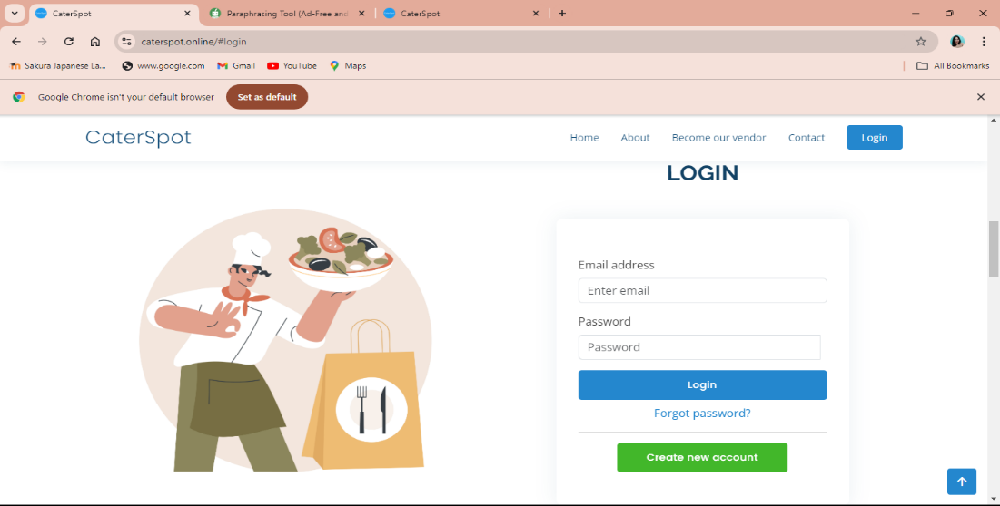 CaterSpot
Paraphrasing Tool (Ad-Free and
CaterSpot
caterspot.online/#login
Sakura Japanese La...
www.google.com
Gmail
YouTube
Maps
All Bookmarks
Google Chrome isn't your default browser
Set as default
CaterSpot
Home
About
Become our vendor
Contact
Login
LOGIN
Email address
Enter email
Password
Password
Login
Forgot password?
Create new account